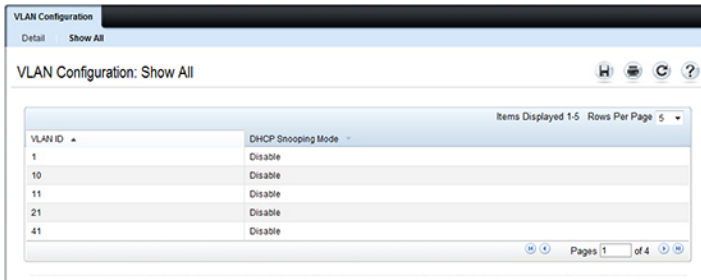 VLAN Configuration
Detail Show All
VLAN Configuration: Show All
Items Displayed 1-5 Rows Per Page 5
VLAN ID DHCP Snooping Mode
1 Disable
10 Disable
11 Disable
21 Disable
41 Disable
Pages 1 of 4